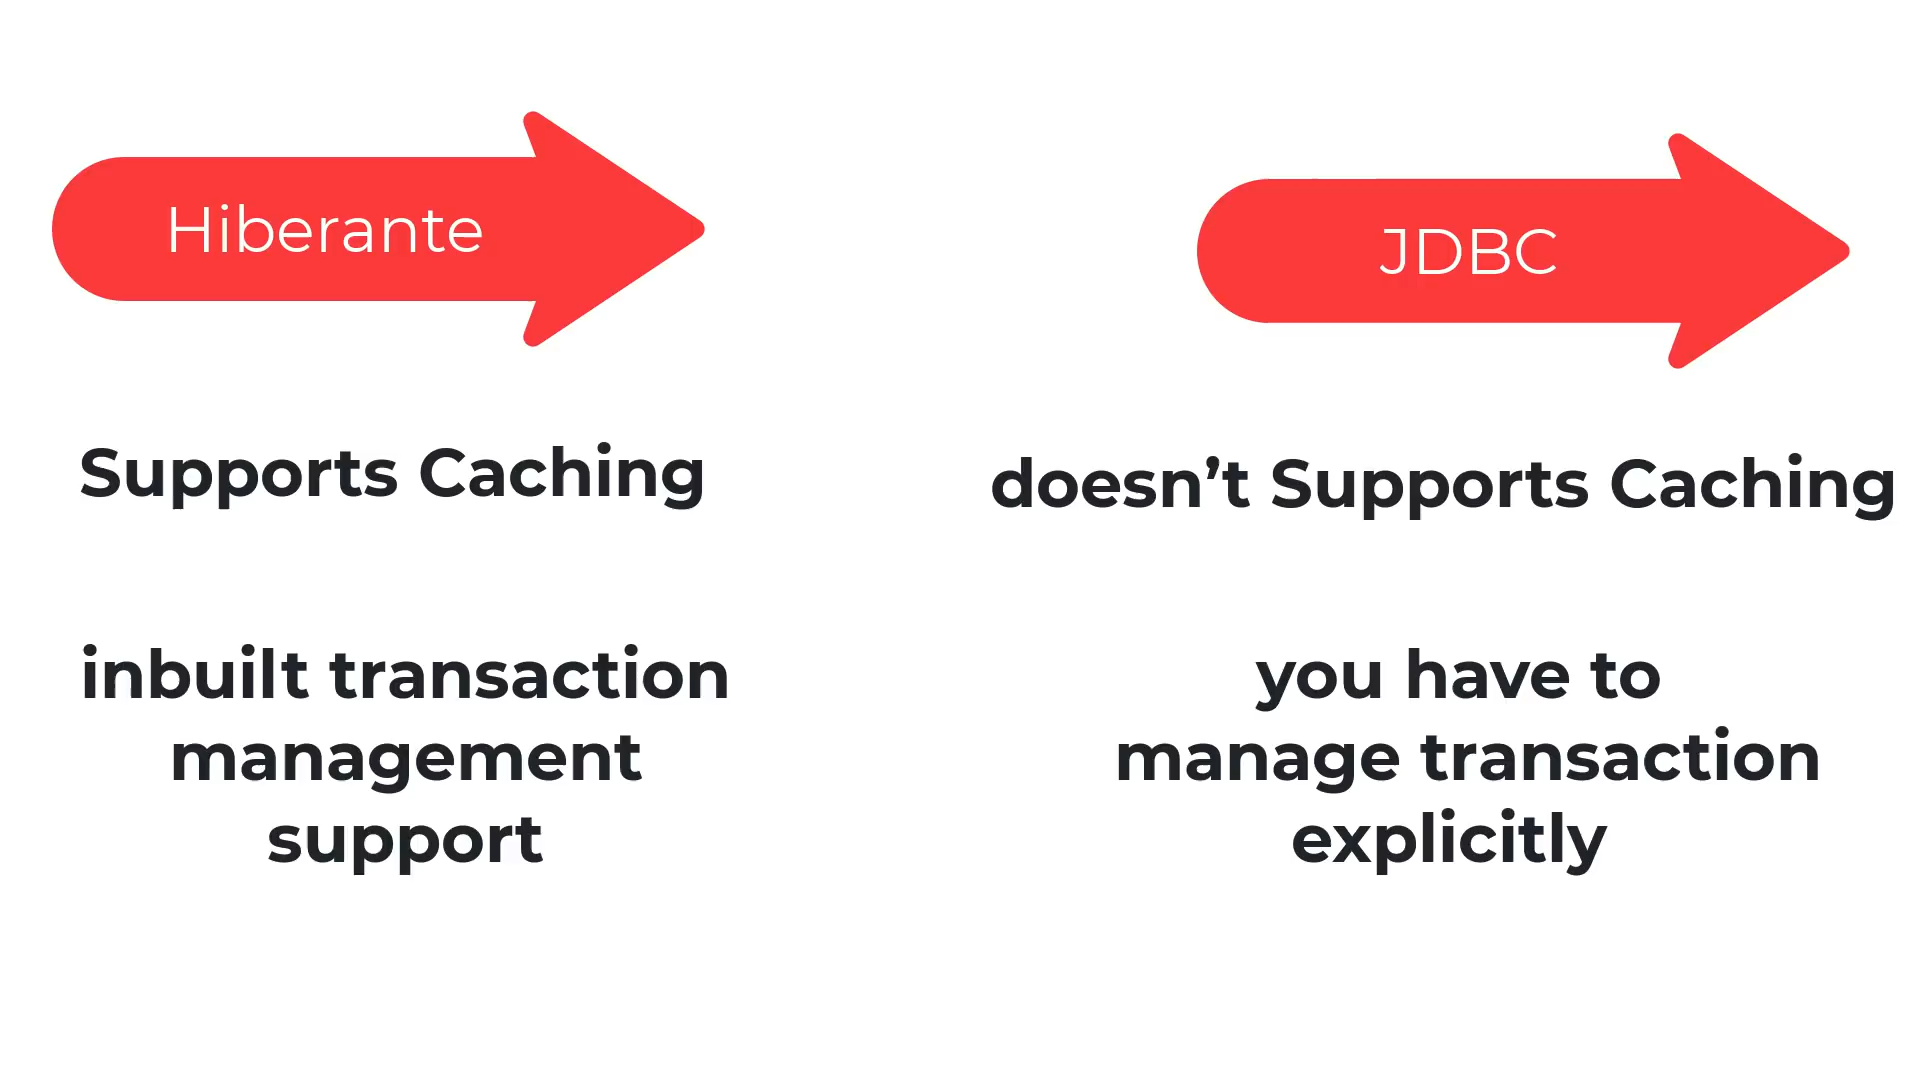 Hiberante
JDBC
Supports Caching
doesn’t Supports Caching
inbuilt transaction
management
support
you have to
manage transaction
explicitly